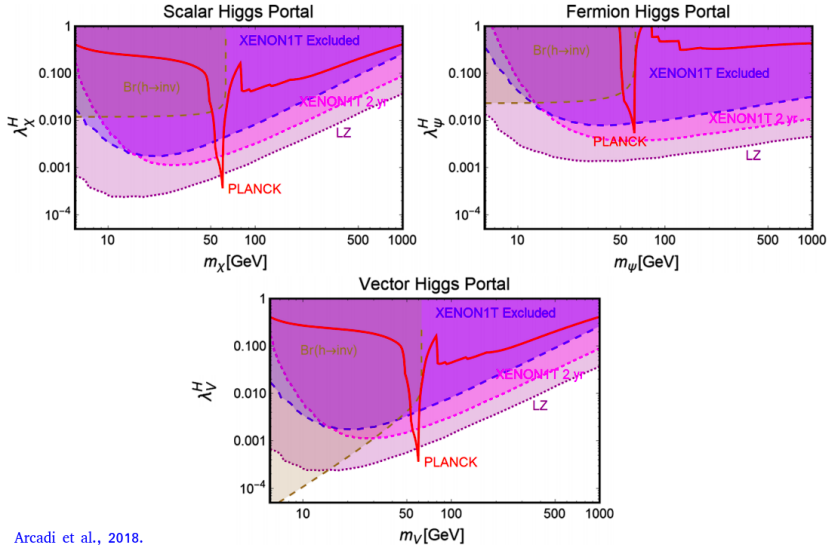 Scalar Higgs Portal
1
0.100
0.010
0.001
10⁻⁴
λ_χ^H
XENON1T Excluded
Br(h→inv)
XENON1T 2.yr
LZ
PLANCK
10 50 100 500 1000
m_χ[GeV]
Fermion Higgs Portal
1
0.100
0.010
0.001
10⁻⁴
λ_ψ^H
Br(h→inv)
XENON1T Excluded
XENON1T 2.yr
PLANCK
LZ
10 50 100 500 1000
m_ψ[GeV]
Vector Higgs Portal
1
0.100
0.010
0.001
10⁻⁴
λ_V^H
XENON1T Excluded
Br(h→inv)
XENON1T 2.yr
LZ
PLANCK
10 50 100 500 1000
m_V[GeV]
Arcadi et al., 2018.